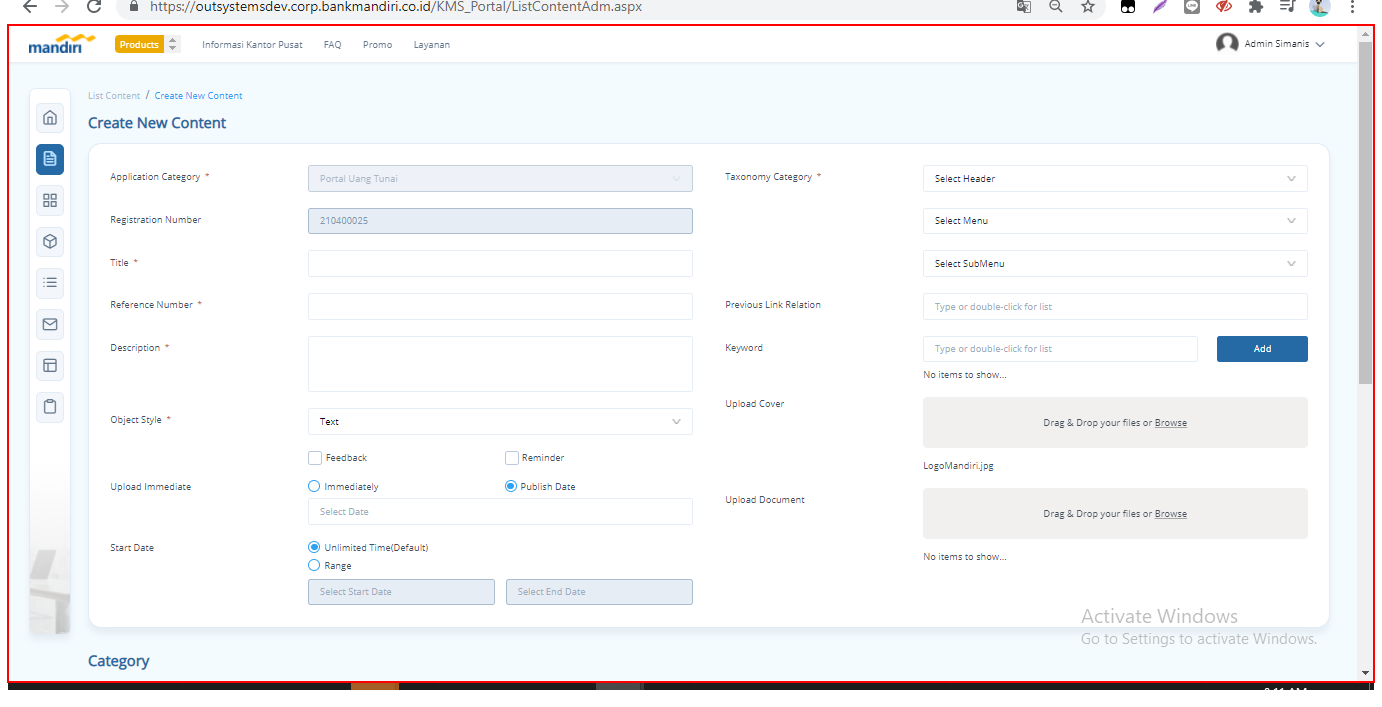 https://outsystemsdev.corp.bankmandiri.co.id/KMS_Portal/ListContentAdm.aspx
mandiri Products Informasi Kantor Pusat FAQ Promo Layanan Admin Simanis
List Content / Create New Content
Create New Content
Application Category * Portal Uang Tunai
Taxonomy Category * Select Header
Registration Number 210400025
Select Menu
Title *
Select SubMenu
Reference Number *
Previous Link Relation Type or double-click for list
Description *
Keyword Type or double-click for list Add
No items to show...
Upload Cover
Object Style * Text
Drag & Drop your files or Browse
Feedback Reminder
LogoMandiri.jpg
Upload Immediate Immediately Publish Date
Select Date
Upload Document
Drag & Drop your files or Browse
Start Date Unlimited Time(Default)
Range
No items to show...
Select Start Date Select End Date
Activate Windows
Go to Settings to activate Windows.
Category